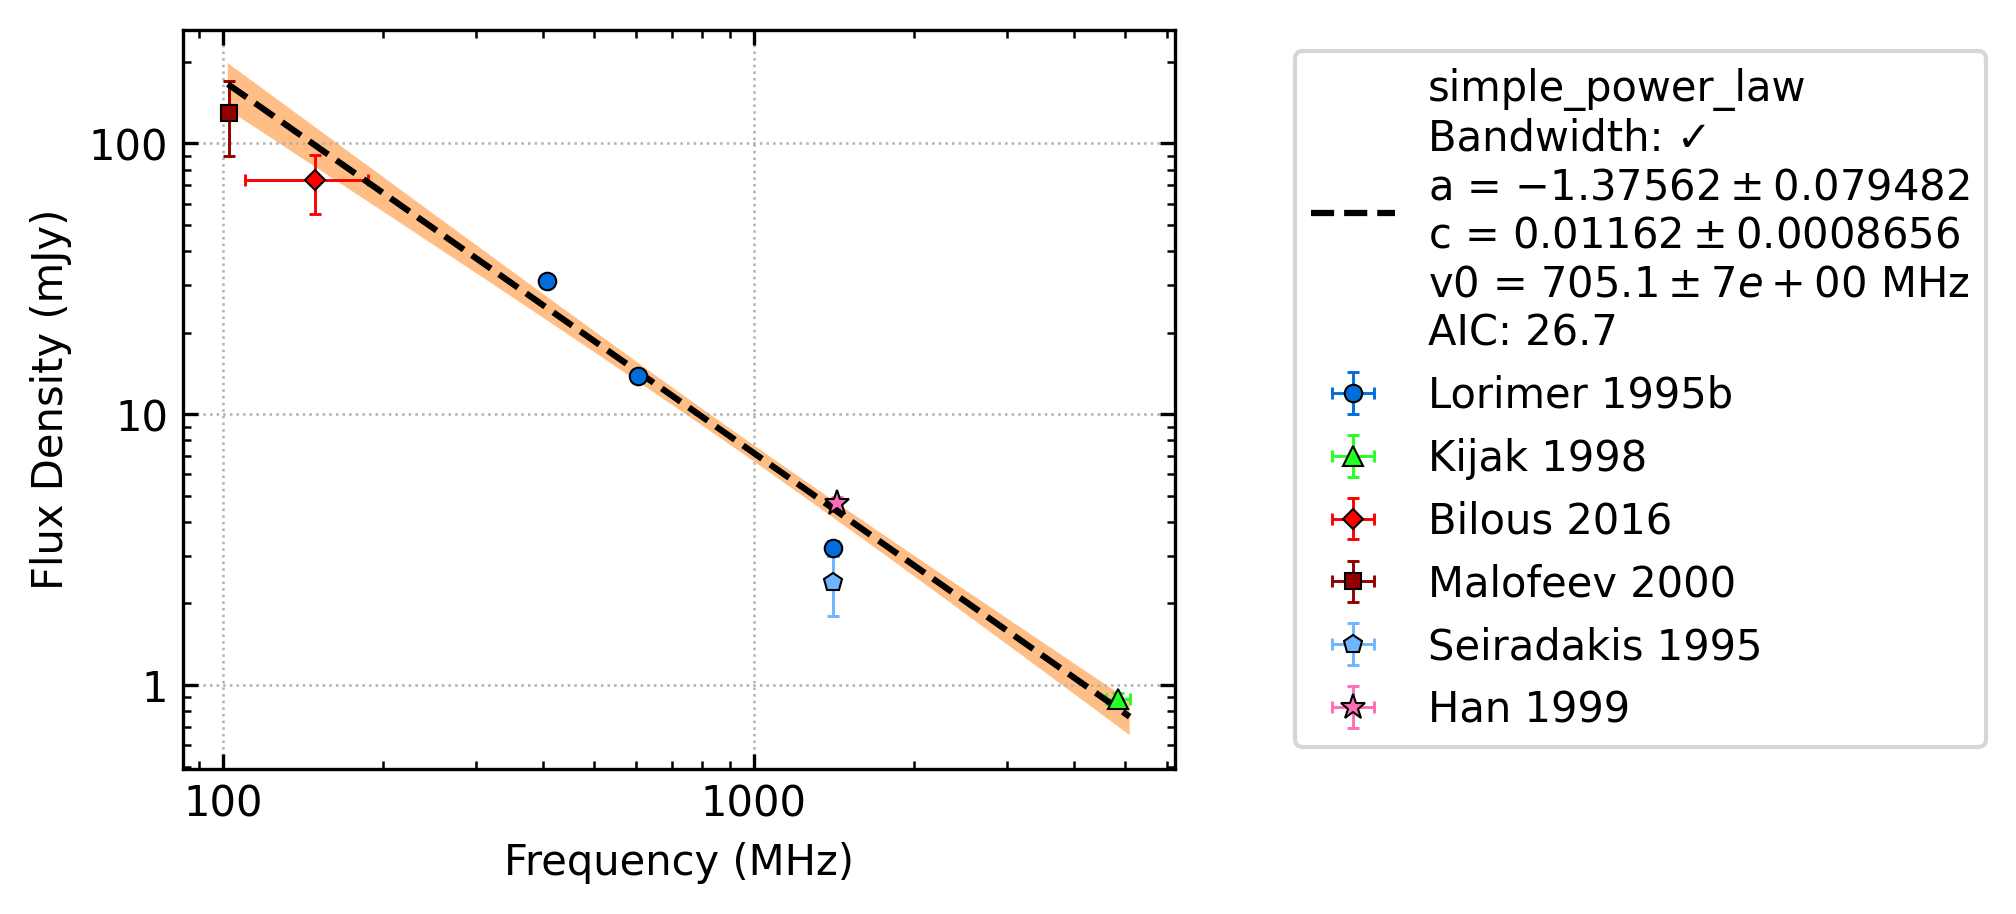 100
10
1
Flux Density (mJy)
100
1000
Frequency (MHz)
simple_power_law
Bandwidth: ✓
a = −1.37562 ± 0.079482
c = 0.01162 ± 0.0008656
v0 = 705.1 ± 7e + 00 MHz
AIC: 26.7
Lorimer 1995b
Kijak 1998
Bilous 2016
Malofeev 2000
Seiradakis 1995
Han 1999